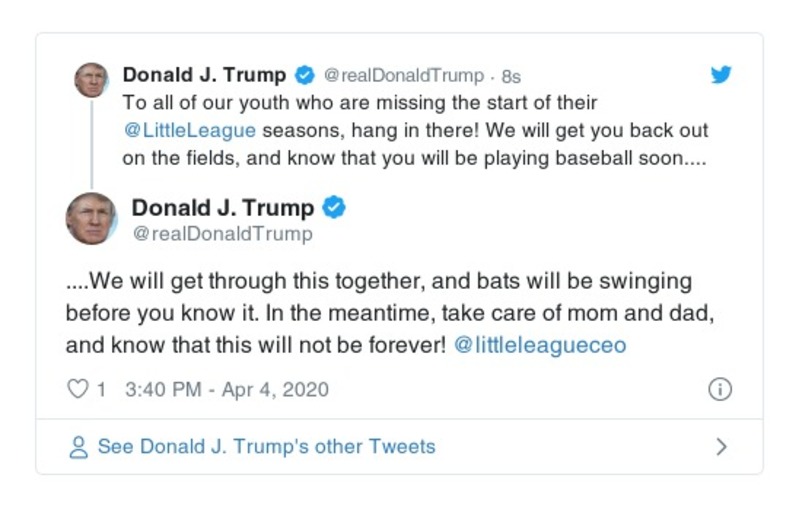 Donald J. Trump @realDonaldTrump · 8s
To all of our youth who are missing the start of their
@LittleLeague seasons, hang in there! We will get you back out
on the fields, and know that you will be playing baseball soon....
Donald J. Trump
@realDonaldTrump
....We will get through this together, and bats will be swinging
before you know it. In the meantime, take care of mom and dad,
and know that this will not be forever! @littleleagueceo
1 3:40 PM - Apr 4, 2020
See Donald J. Trump's other Tweets